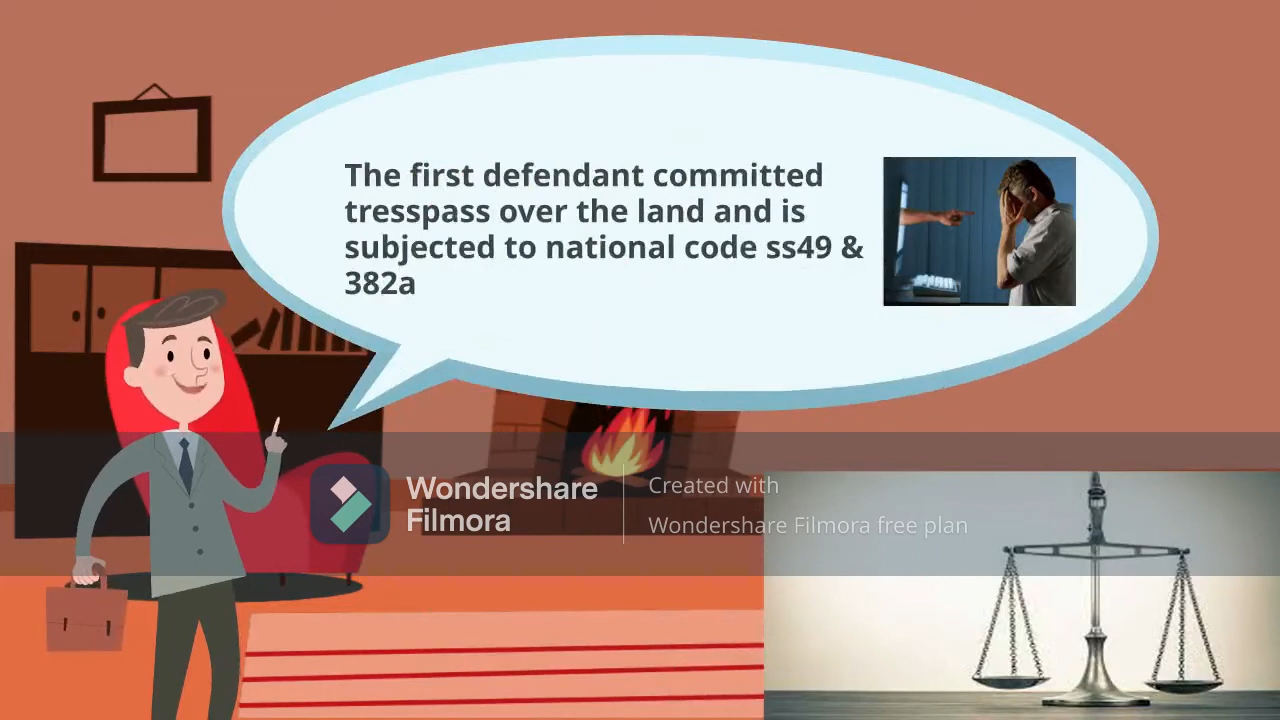 The first defendant committed
tresspass over the land and is
subjected to national code ss49 &
382a
Wondershare
Filmora
Created with
Wondershare Filmora free plan